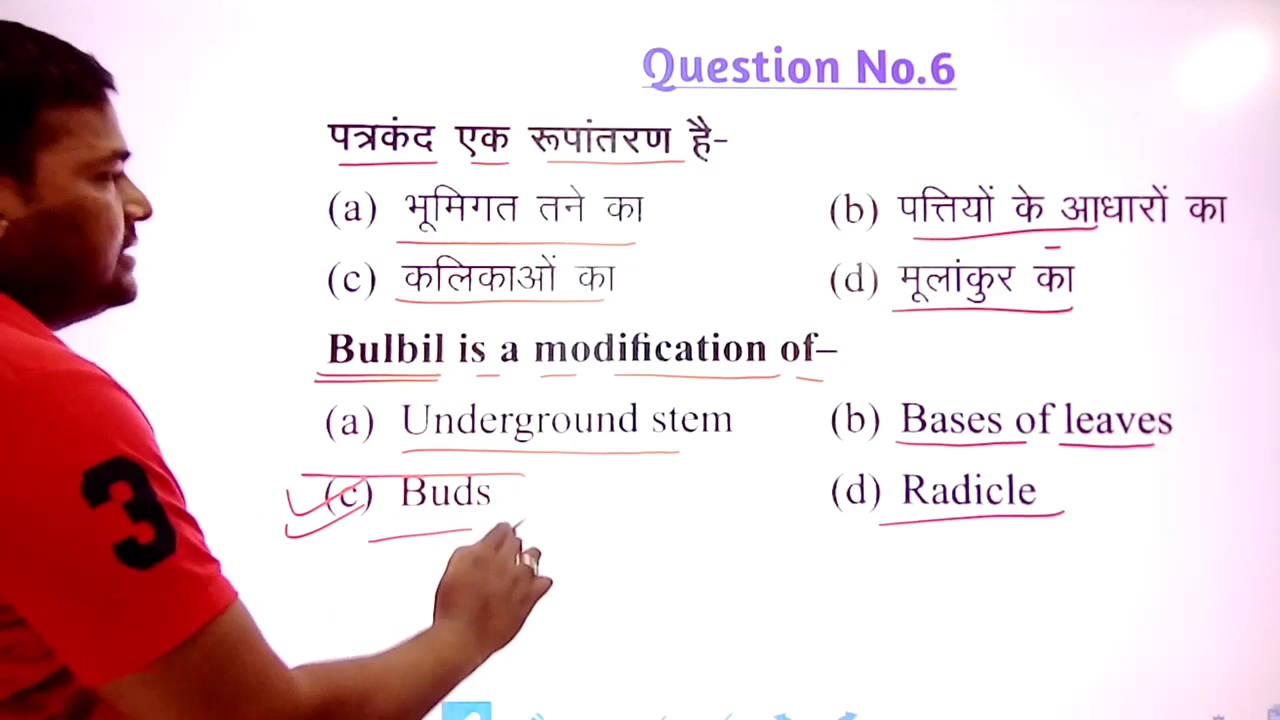 Question No.6
पत्रकंद एक रूपांतरण है-
(a) भूमिगत तने का (b) पत्तियों के आधारों का
(c) कलिकाओं का (d) मूलांकुर का
Bulbil is a modification of–
(a) Underground stem (b) Bases of leaves
(c) Buds (d) Radicle
3